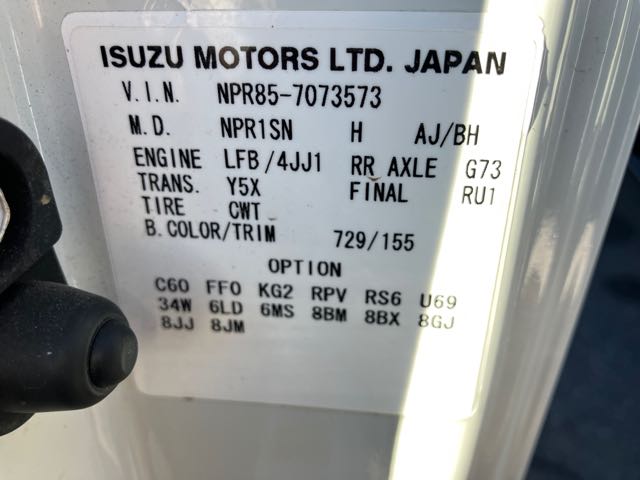 ISUZU MOTORS LTD. JAPAN
V.I.N. NPR85-7073573
M.D. NPR1SN H AJ/BH
ENGINE LFB/4JJ1 RR AXLE G73
TRANS. Y5X FINAL RU1
TIRE CWT
B.COLOR/TRIM 729/155
OPTION
C60 FF0 KG2 RPV RS6 U69
34W 6LD 6MS 8BM 8BX 8GJ
8JJ 8JM